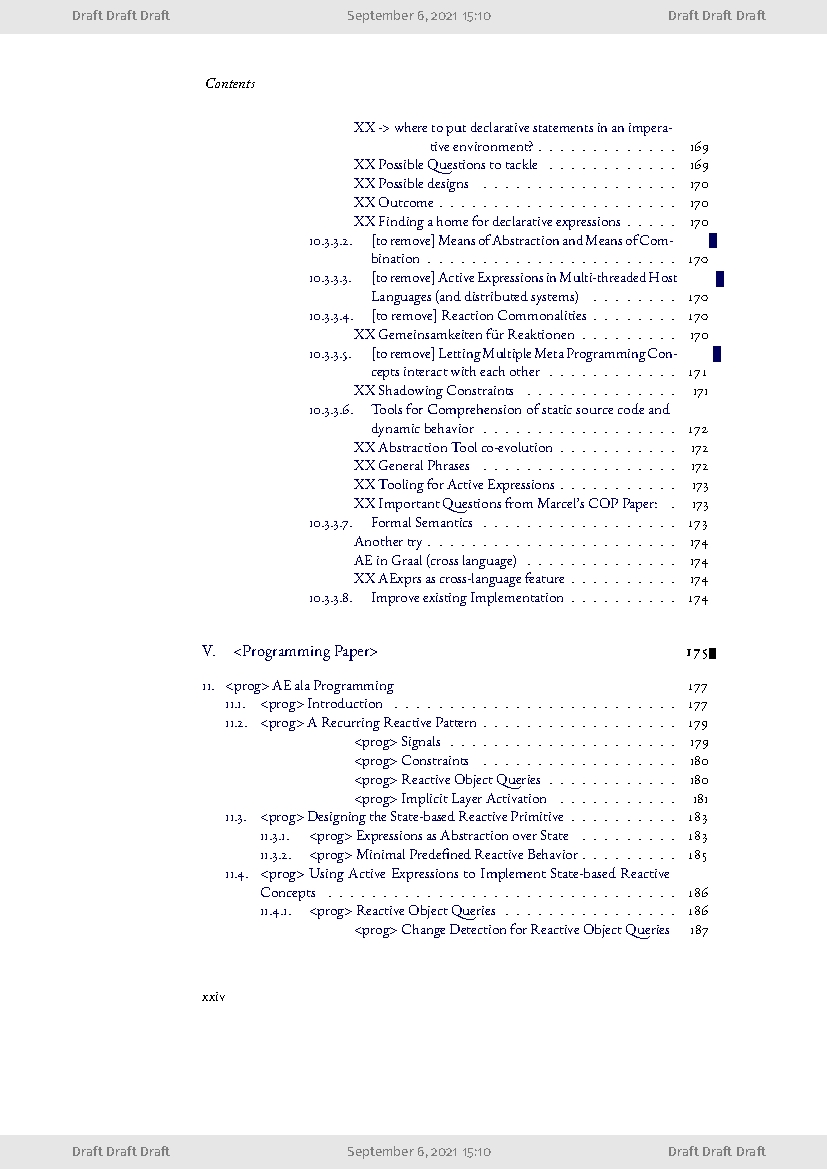 Draft Draft Draft September 6, 2021 15:10 Draft Draft Draft
Contents
XX -> where to put declarative statements in an impera-
tive environment? . . . . . . . . . . . . . 169
XX Possible Questions to tackle . . . . . . . . . . . . 169
XX Possible designs . . . . . . . . . . . . . . . . . . 170
XX Outcome . . . . . . . . . . . . . . . . . . . . . . 170
XX Finding a home for declarative expressions . . . . . 170
10.3.3.2. [to remove] Means of Abstraction and Means of Com-
bination . . . . . . . . . . . . . . . . . . . . . . . 170
10.3.3.3. [to remove] Active Expressions in Multi-threaded Host
Languages (and distributed systems) . . . . . . . . 170
10.3.3.4. [to remove] Reaction Commonalities . . . . . . . . 170
XX Gemeinsamkeiten für Reaktionen . . . . . . . . . 170
10.3.3.5. [to remove] Letting Multiple Meta Programming Con-
cepts interact with each other . . . . . . . . . . . . 171
XX Shadowing Constraints . . . . . . . . . . . . . . 171
10.3.3.6. Tools for Comprehension of static source code and
dynamic behavior . . . . . . . . . . . . . . . . . . 172
XX Abstraction Tool co-evolution . . . . . . . . . . . 172
XX General Phrases . . . . . . . . . . . . . . . . . . 172
XX Tooling for Active Expressions . . . . . . . . . . . 173
XX Important Questions from Marcel's COP Paper: . 173
10.3.3.7. Formal Semantics . . . . . . . . . . . . . . . . . . 173
Another try . . . . . . . . . . . . . . . . . . . . . . . 174
AE in Graal (cross language) . . . . . . . . . . . . . . 174
XX AExprs as cross-language feature . . . . . . . . . . 174
10.3.3.8. Improve existing Implementation . . . . . . . . . . 174
V. <Programming Paper> 175
11. <prog> AE ala Programming 177
11.1. <prog> Introduction . . . . . . . . . . . . . . . . . . . . . . . . . . 177
11.2. <prog> A Recurring Reactive Pattern . . . . . . . . . . . . . . . . . . 179
<prog> Signals . . . . . . . . . . . . . . . . . . . . . 179
<prog> Constraints . . . . . . . . . . . . . . . . . . 180
<prog> Reactive Object Queries . . . . . . . . . . . . 180
<prog> Implicit Layer Activation . . . . . . . . . . . 181
11.3. <prog> Designing the State-based Reactive Primitive . . . . . . . . . . 183
11.3.1. <prog> Expressions as Abstraction over State . . . . . . . . . 183
11.3.2. <prog> Minimal Predefined Reactive Behavior . . . . . . . . . 185
11.4. <prog> Using Active Expressions to Implement State-based Reactive
Concepts . . . . . . . . . . . . . . . . . . . . . . . . . . . . . . . . 186
11.4.1. <prog> Reactive Object Queries . . . . . . . . . . . . . . . . 186
<prog> Change Detection for Reactive Object Queries 187
xxiv
Draft Draft Draft September 6, 2021 15:10 Draft Draft Draft